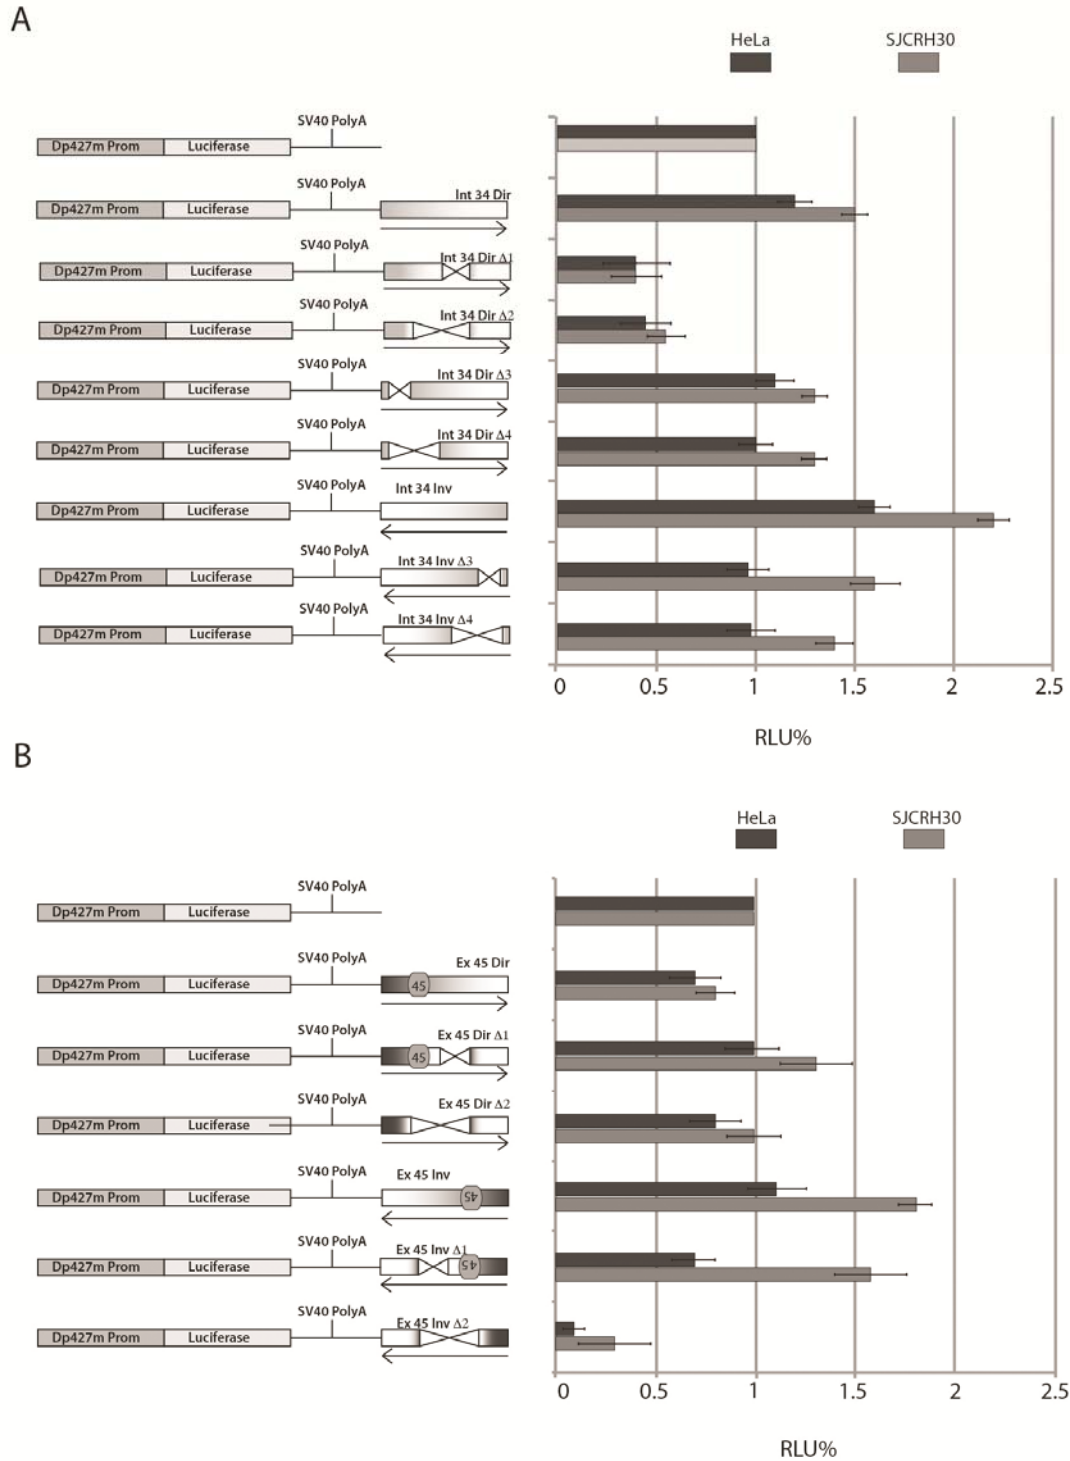 A
HeLa SJCRH30
SV40 PolyA
Dp427m Prom Luciferase
SV40 PolyA
Int 34 Dir
Dp427m Prom Luciferase
SV40 PolyA
Int 34 Dir Δ1
Dp427m Prom Luciferase
SV40 PolyA
Int 34 Dir Δ2
Dp427m Prom Luciferase
SV40 PolyA
Int 34 Dir Δ3
Dp427m Prom Luciferase
SV40 PolyA
Int 34 Dir Δ4
Dp427m Prom Luciferase
SV40 PolyA
Int 34 Inv
Dp427m Prom Luciferase
SV40 PolyA
Int 34 Inv Δ3
Dp427m Prom Luciferase
SV40 PolyA
Int 34 Inv Δ4
Dp427m Prom Luciferase
0 0.5 1 1.5 2 2.5
RLU%
B
HeLa SJCRH30
SV40 PolyA
Dp427m Prom Luciferase
SV40 PolyA
Ex 45 Dir
Dp427m Prom Luciferase 45
SV40 PolyA
Ex 45 Dir Δ1
Dp427m Prom Luciferase 45
SV40 PolyA
Ex 45 Dir Δ2
Dp427m Prom Luciferase
SV40 PolyA
Ex 45 Inv
Dp427m Prom Luciferase 45
SV40 PolyA
Ex 45 Inv Δ1
Dp427m Prom Luciferase 45
SV40 PolyA
Ex 45 Inv Δ2
Dp427m Prom Luciferase
0 0.5 1 1.5 2 2.5
RLU%